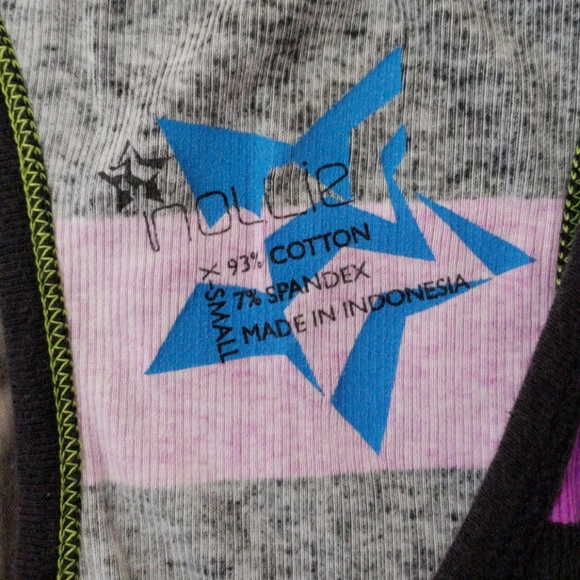 nollie
93% COTTON
7% SPANDEX
MADE IN INDONESIA
X-SMALL